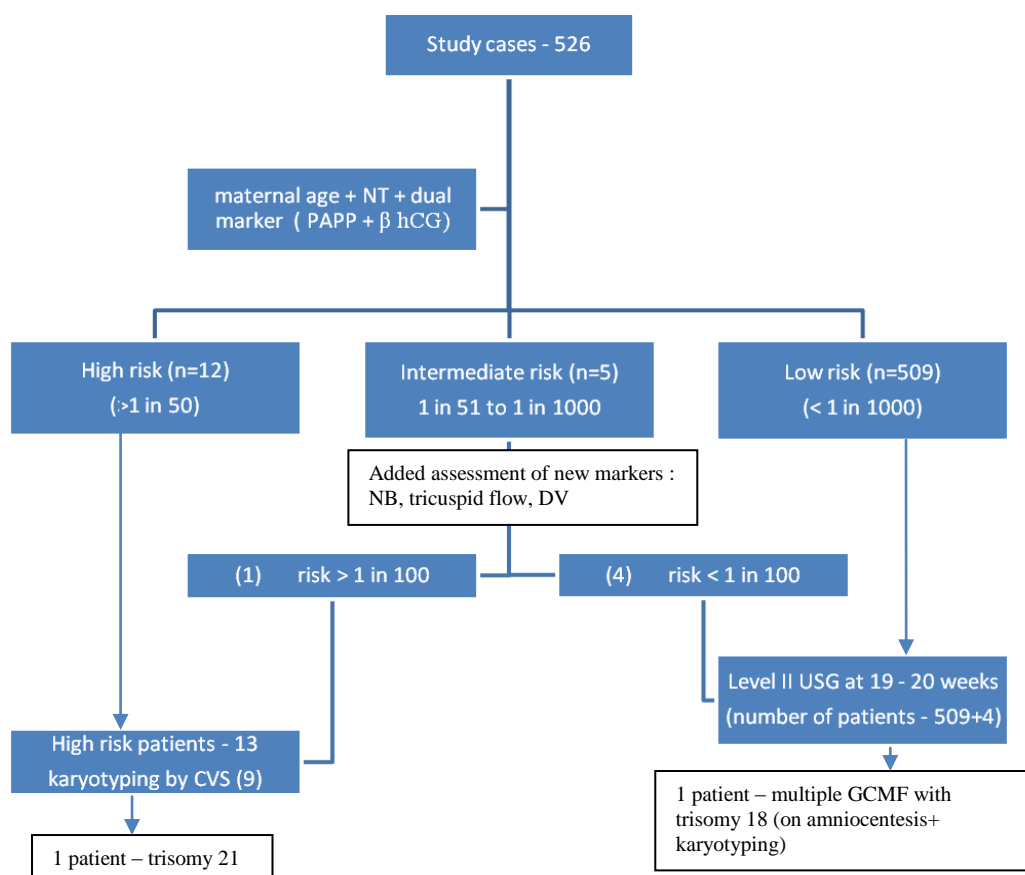 Study cases - 526
maternal age + NT + dual
marker ( PAPP + β hCG)
High risk (n=12)
(>1 in 50)
Intermediate risk (n=5)
1 in 51 to 1 in 1000
Low risk (n=509)
(< 1 in 1000)
Added assessment of new markers :
NB, tricuspid flow, DV
(1) risk > 1 in 100
(4) risk < 1 in 100
Level II USG at 19 - 20 weeks
(number of patients - 509+4)
High risk patients - 13
karyotyping by CVS (9)
1 patient – multiple GCMF with
trisomy 18 (on amniocentesis+
karyotyping)
1 patient – trisomy 21